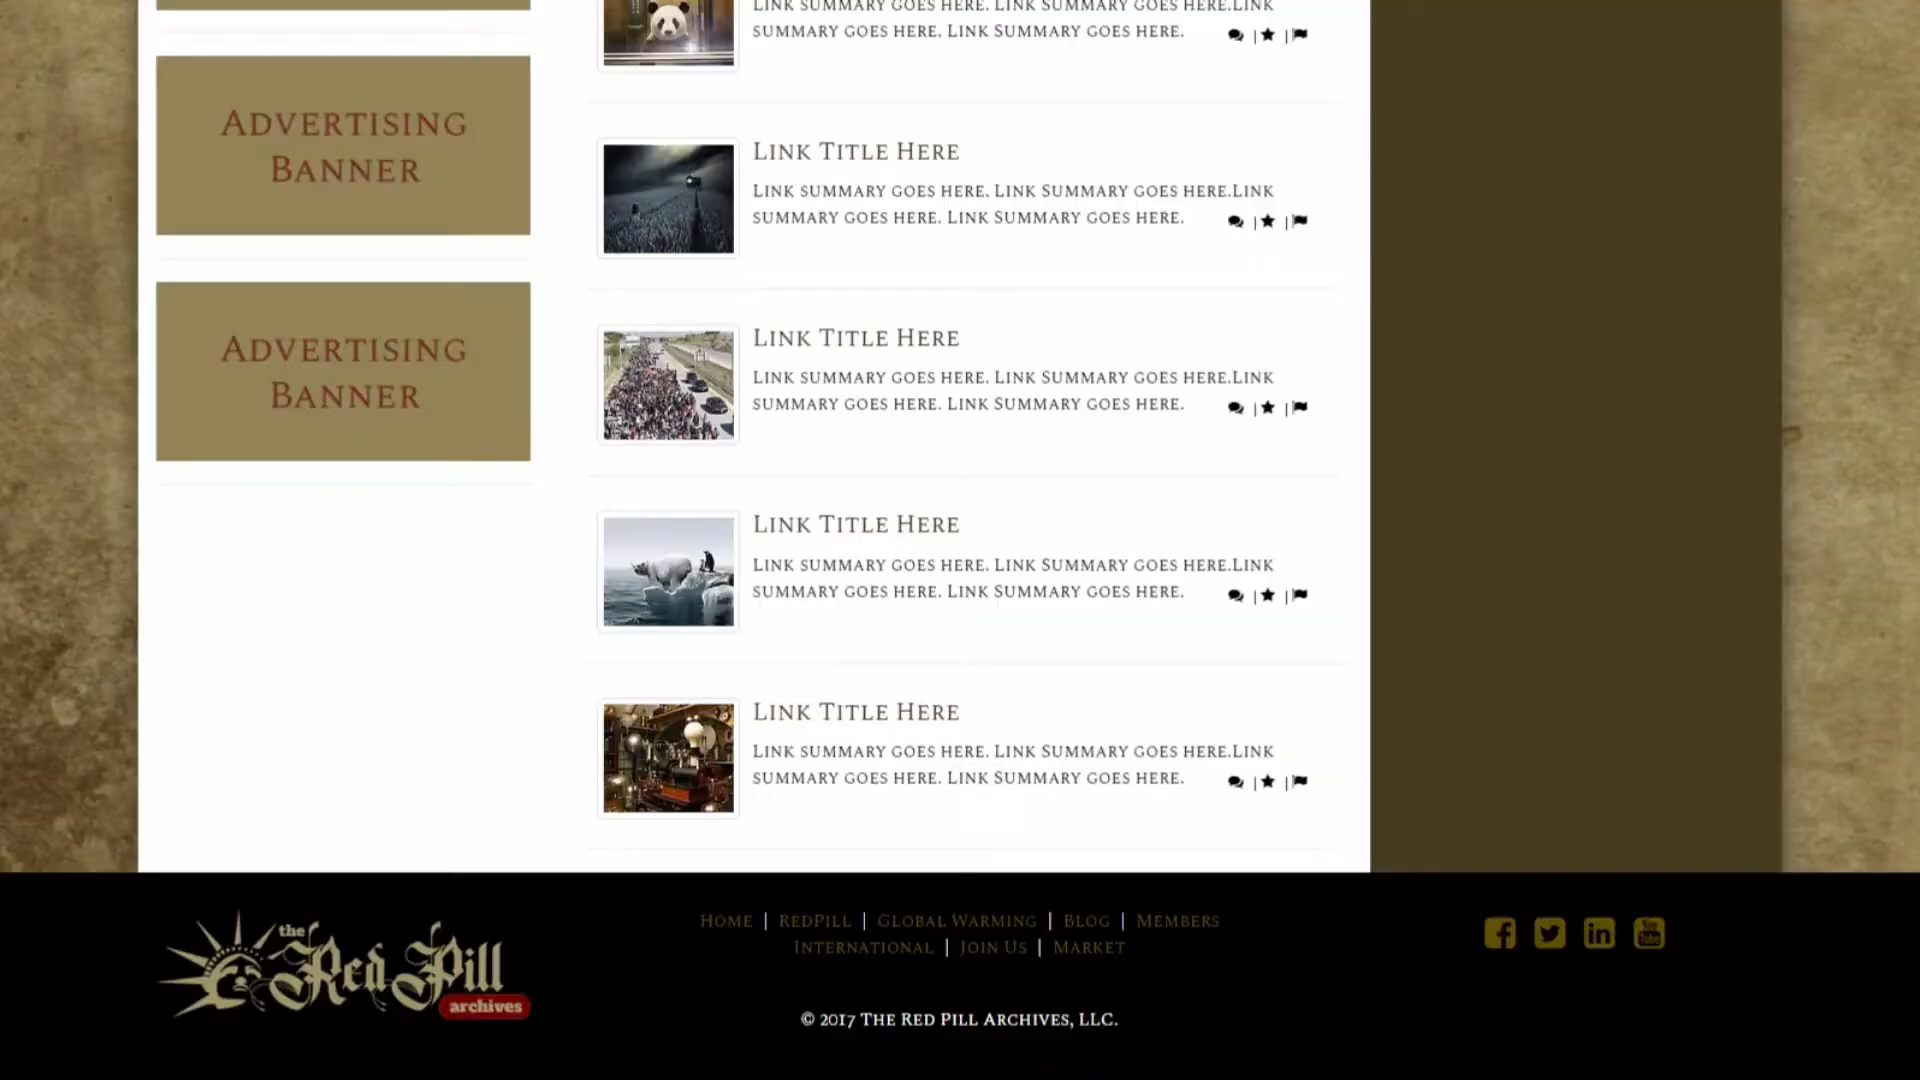 Advertising
Banner
Advertising
Banner
Link summary goes here. Link Summary goes here.Link
summary goes here. Link Summary goes here.
| |
Link Title Here
Link summary goes here. Link Summary goes here.Link
summary goes here. Link Summary goes here.
| |
Link Title Here
Link summary goes here. Link Summary goes here.Link
summary goes here. Link Summary goes here.
| |
Link Title Here
Link summary goes here. Link Summary goes here.Link
summary goes here. Link Summary goes here.
| |
Link Title Here
Link summary goes here. Link Summary goes here.Link
summary goes here. Link Summary goes here.
| |
the
Red Pill
archives
Home | RedPill | Global Warming | Blog | Members
International | Join Us | Market
© 2017 The Red Pill Archives, LLC.
You
Tube